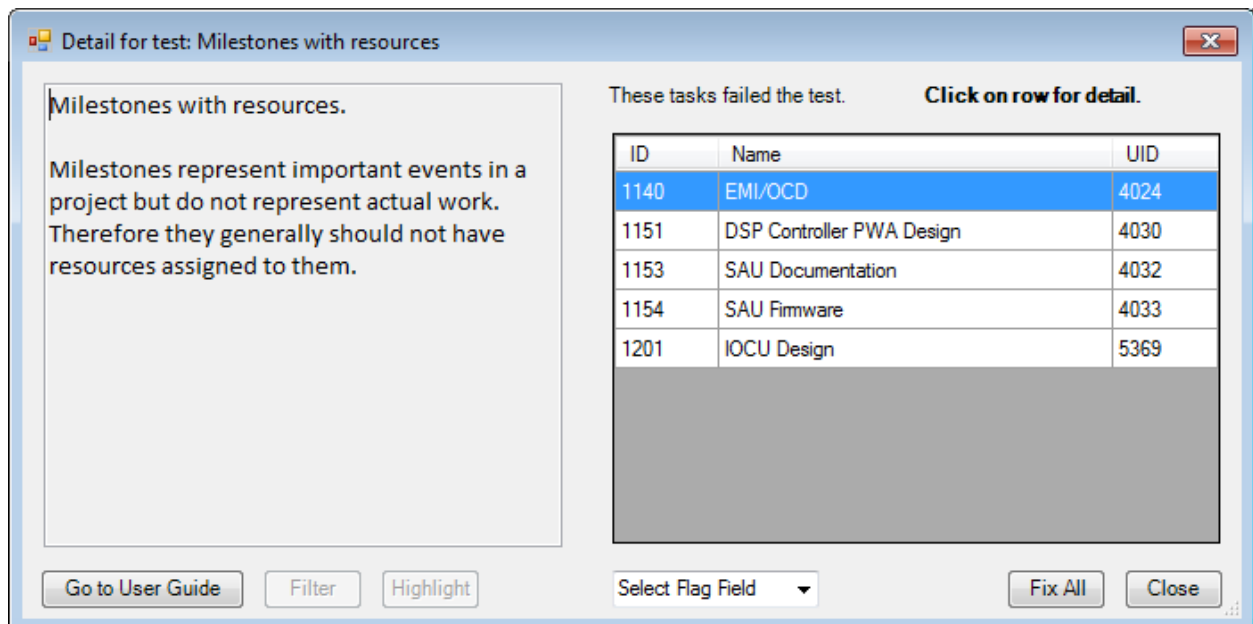 Detail for test: Milestones with resources
Milestones with resources.
Milestones represent important events in a
project but do not represent actual work.
Therefore they generally should not have
resources assigned to them.
These tasks failed the test. Click on row for detail.
ID Name UID
1140 EMI/OCD 4024
1151 DSP Controller PWA Design 4030
1153 SAU Documentation 4032
1154 SAU Firmware 4033
1201 IOCU Design 5369
Go to User Guide Filter Highlight Select Flag Field Fix All Close